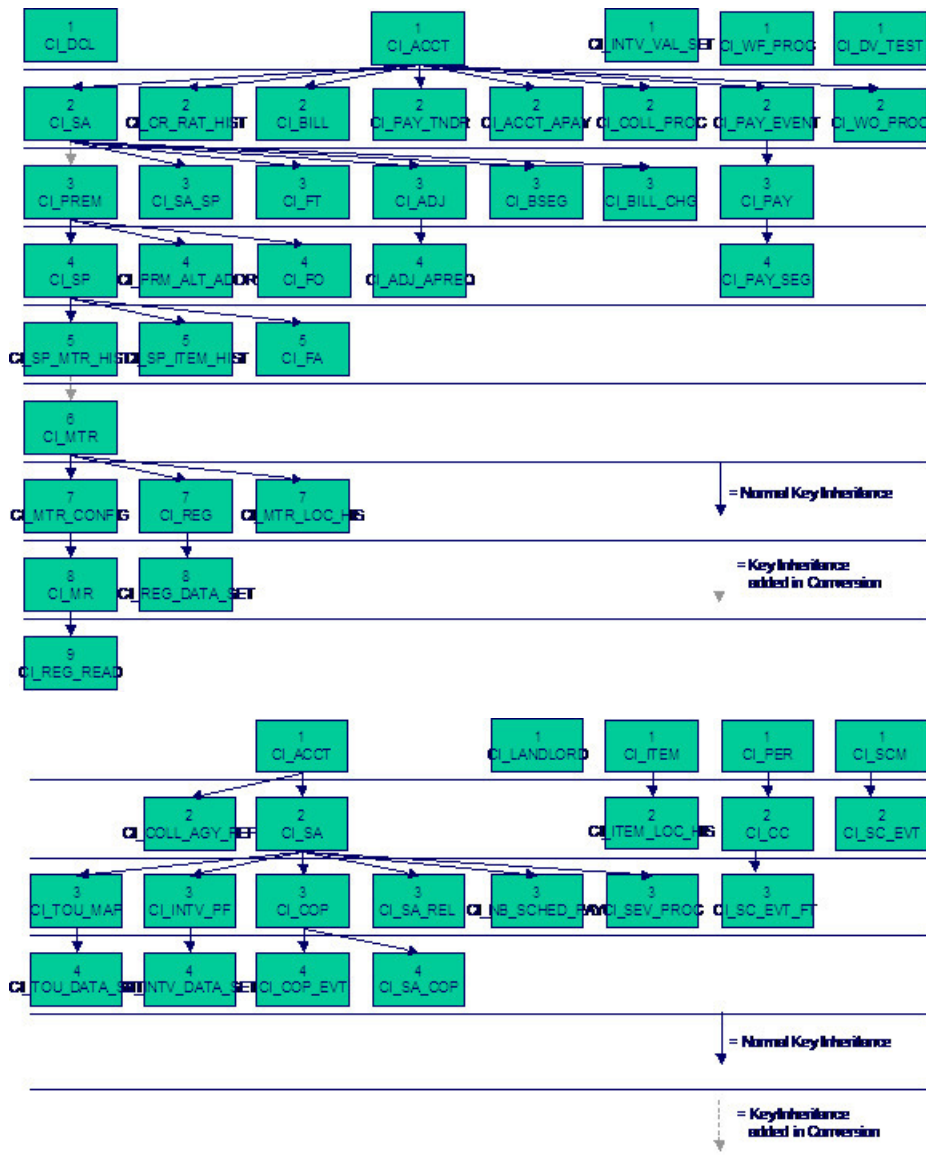 1 1 1 1 1
CI_DCL CI_ACCT CI_INTV_VAL_SET CI_WF_PROC CI_DV_TEST
2 2 2 2 2 2 2 2
CI_SA CI_CR_RAT_HIST CI_BILL CI_PAY_TNDR CI_ACCT_APAY CI_COLL_PROC CI_PAY_EVENT CI_WO_PROC
3 3 3 3 3 3 3
CI_PREM CI_SA_SP CI_FT CI_ADJ CI_BSEG CI_BILL_CHG CI_PAY
4 4 4 4 4
CI_SP CI_PRM_ALT_ADDR CI_FO CI_ADJ_APREQ CI_PAY_SEG
5 5 5
CI_SP_MTR_HIST CI_SP_ITEM_HIST CI_FA
6
CI_MTR
7 7 7
CI_MTR_CONFIG CI_REG CI_MTR_LOC_HIS
= Normal Key Inheritance
8 8
CI_MR CI_REG_DATA_SET
= Key Inheritance
added in Conversion
9
CI_REG_READ
1 1 1 1 1
CI_ACCT CI_LANDLORD CI_ITEM CI_PER CI_SCM
2 2 2 2 2
CI_COLL_AGY_REF CI_SA CI_ITEM_LOC_HIS CI_CC CI_SC_EVT
3 3 3 3 3 3 3
CI_TOU_MAP CI_INTV_PF CI_COP CI_SA_REL CI_NB_SCHED_PAY CI_SEV_PROC CI_SC_EVT_FT
4 4 4 4
CI_TOU_DATA_SET CI_INTV_DATA_SET CI_COP_EVT CI_SA_COP
= Normal Key Inheritance
= Key Inheritance
added in Conversion